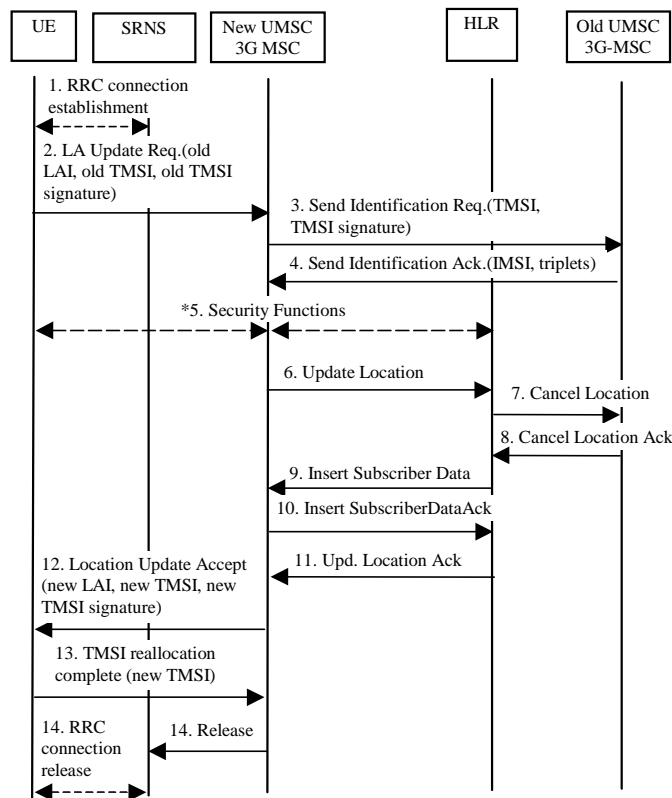 UE
SRNS
New UMSC
3G MSC
HLR
Old UMSC
3G-MSC
1. RRC connection
establishment
2. LA Update Req.(old
LAI, old TMSI, old TMSI
signature)
3. Send Identification Req.(TMSI,
TMSI signature)
4. Send Identification Ack.(IMSI, triplets)
*5. Security Functions
6. Update Location
7. Cancel Location
8. Cancel Location Ack
9. Insert Subscriber Data
10. Insert SubscriberDataAck
11. Upd. Location Ack
12. Location Update Accept
(new LAI, new TMSI, new
TMSI signature)
13. TMSI reallocation
complete (new TMSI)
14. RRC
connection
release
14. Release